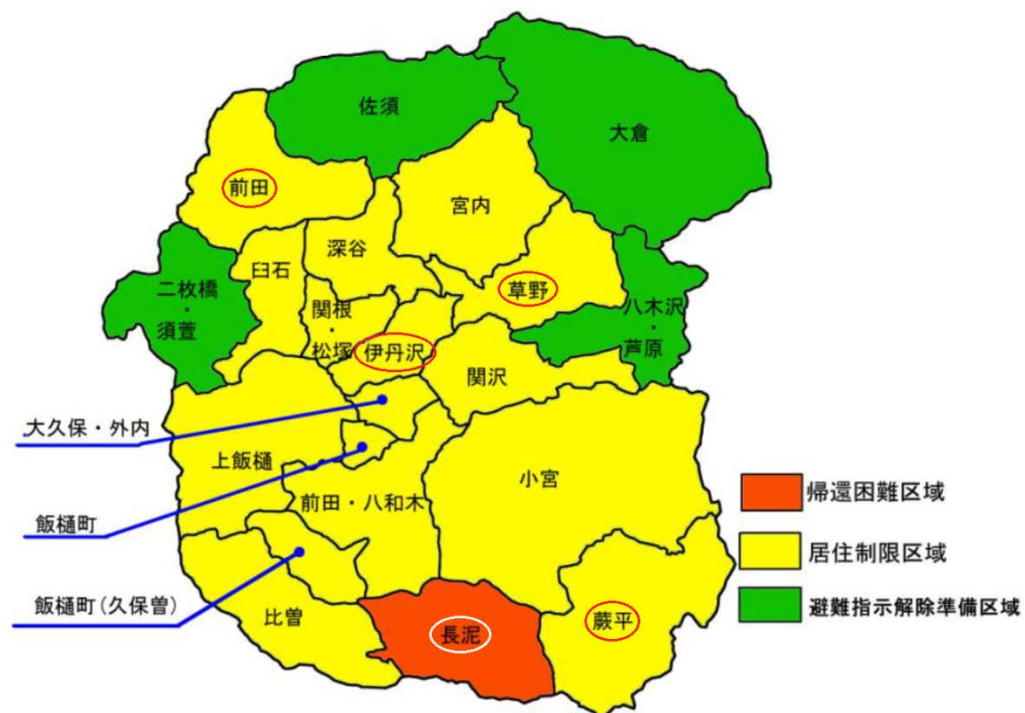 佐須
大倉
前田
宮内
深谷
臼石
草野
二枚橋
・
須萱
関根
・
松塚
伊丹沢
八木沢
・
芦原
関沢
大久保・外内
上飯樋
小宮
前田・八和木
飯樋町
飯樋町(久保曽)
比曽
長泥
蕨平
帰還困難区域
居住制限区域
避難指示解除準備区域